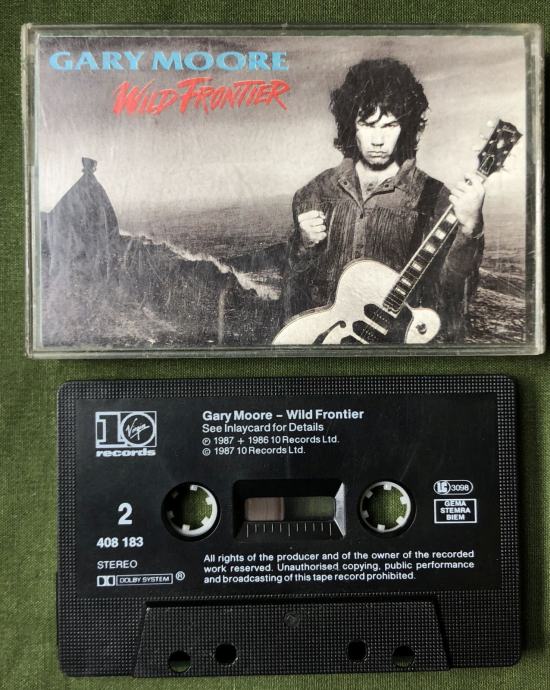 GARY MOORE
WILD FRONTIER
10 Virgin
records
Gary Moore – Wild Frontier
See Inlaycard for Details
℗ 1987 + 1986 10 Records Ltd.
© 1987 10 Records Ltd.
LC 3098
GEMA
STEMRA
BIEM
2
408 183
STEREO
DOLBY SYSTEM ®
All rights of the producer and of the owner of the recorded
work reserved. Unauthorised copying, public performance
and broadcasting of this tape record prohibited.